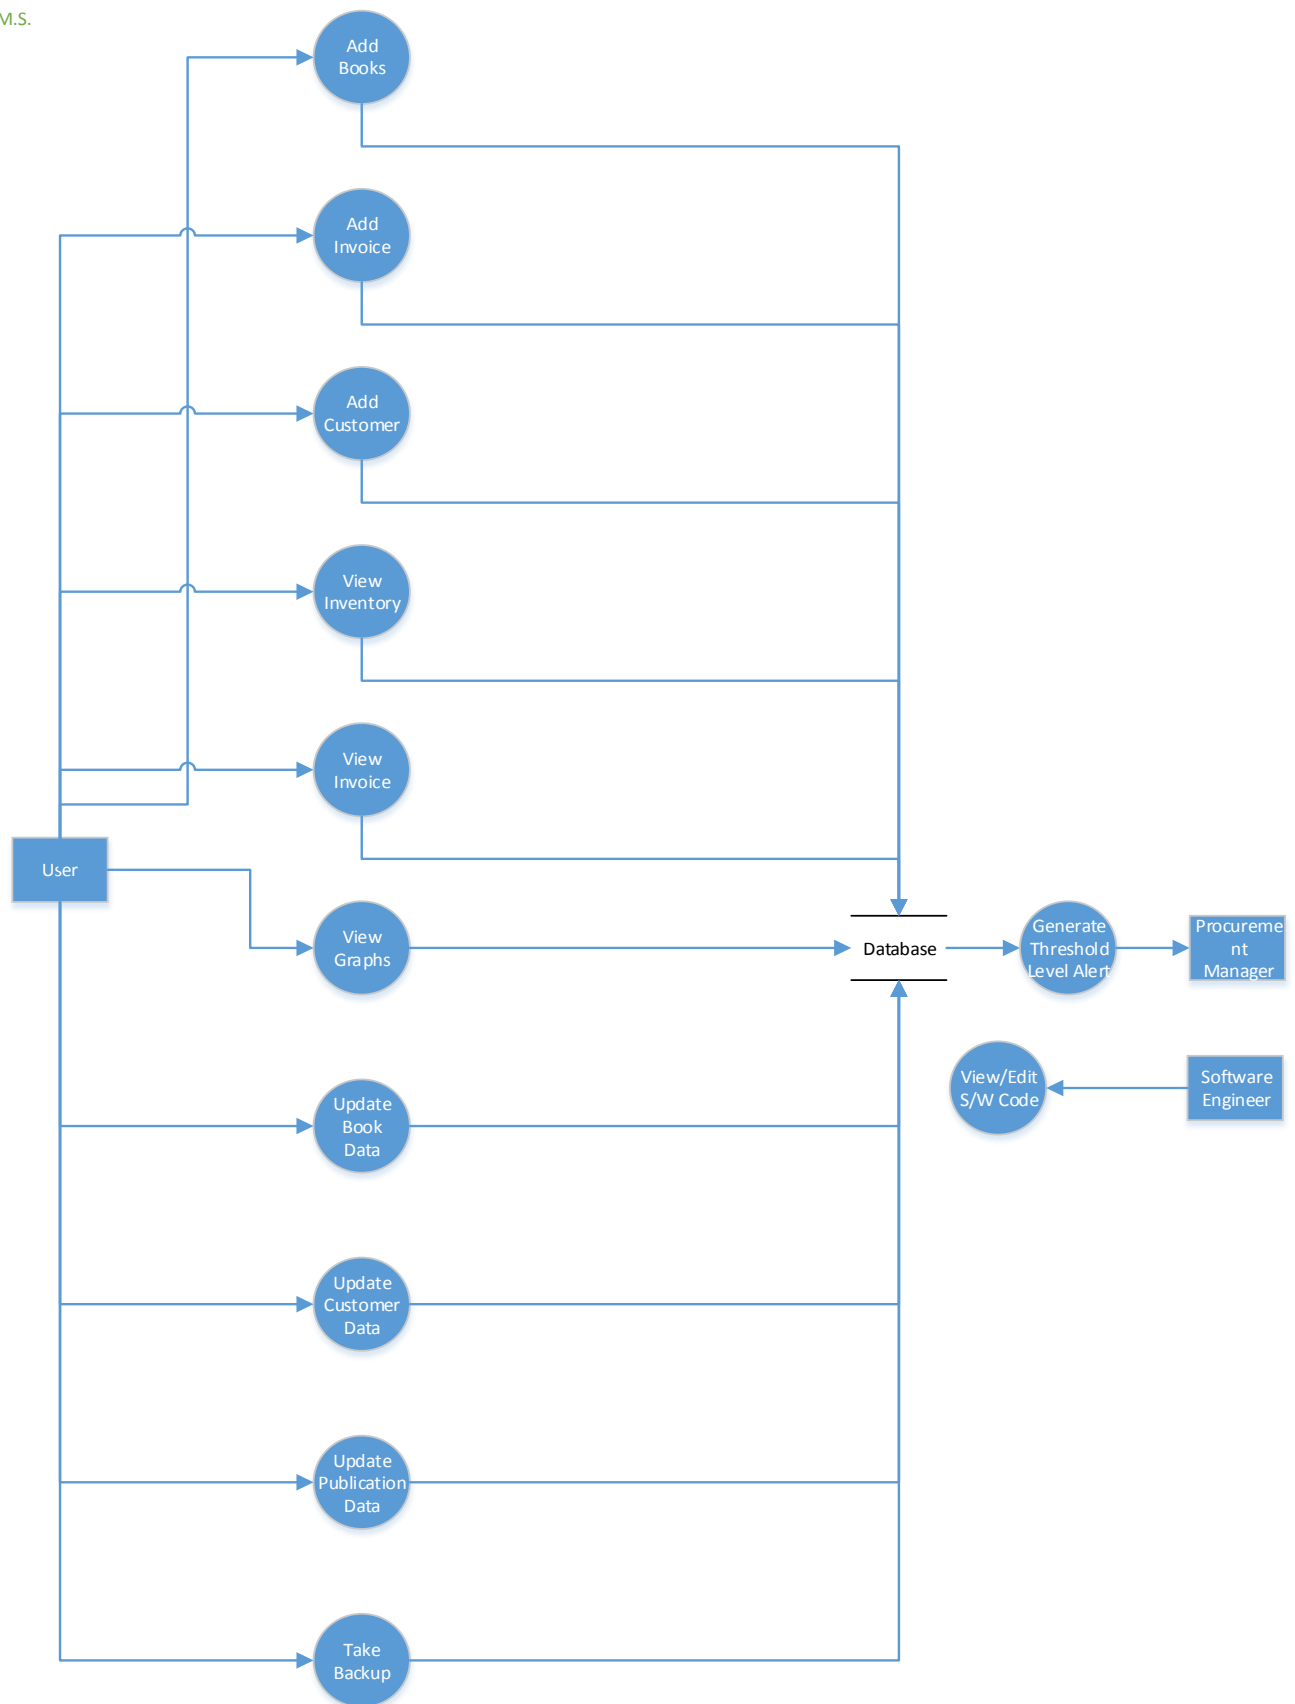 M.S.
Add
Books
Add
Invoice
Add
Customer
View
Inventory
View
Invoice
User
View
Graphs
Database
Generate
Threshold
Level Alert
Procureme
nt
Manager
View/Edit
S/W Code
Software
Engineer
Update
Book
Data
Update
Customer
Data
Update
Publication
Data
Take
Backup